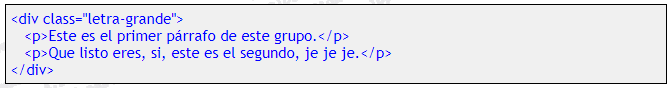 <div class="letra-grande">
<p>Este es el primer párrafo de este grupo.</p>
<p>Que listo eres, si, este es el segundo, je je je.</p>
</div>